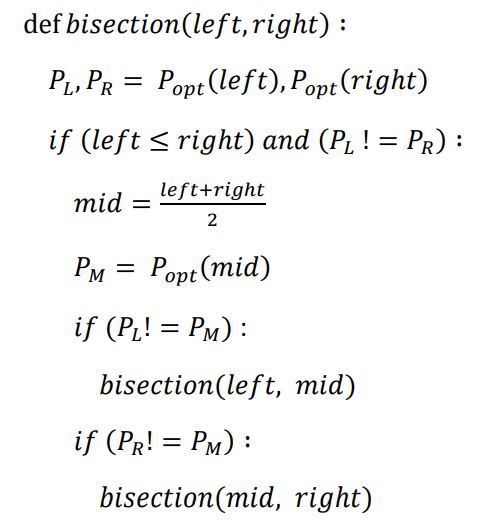 def bisection(left,right) :
P_L, P_R = P_opt(left), P_opt(right)
if (left ≤ right) and (P_L ! = P_R) :
mid = \frac{left+right}{2}
P_M = P_opt(mid)
if (P_L! = P_M) :
bisection(left, mid)
if (P_R! = P_M) :
bisection(mid, right)